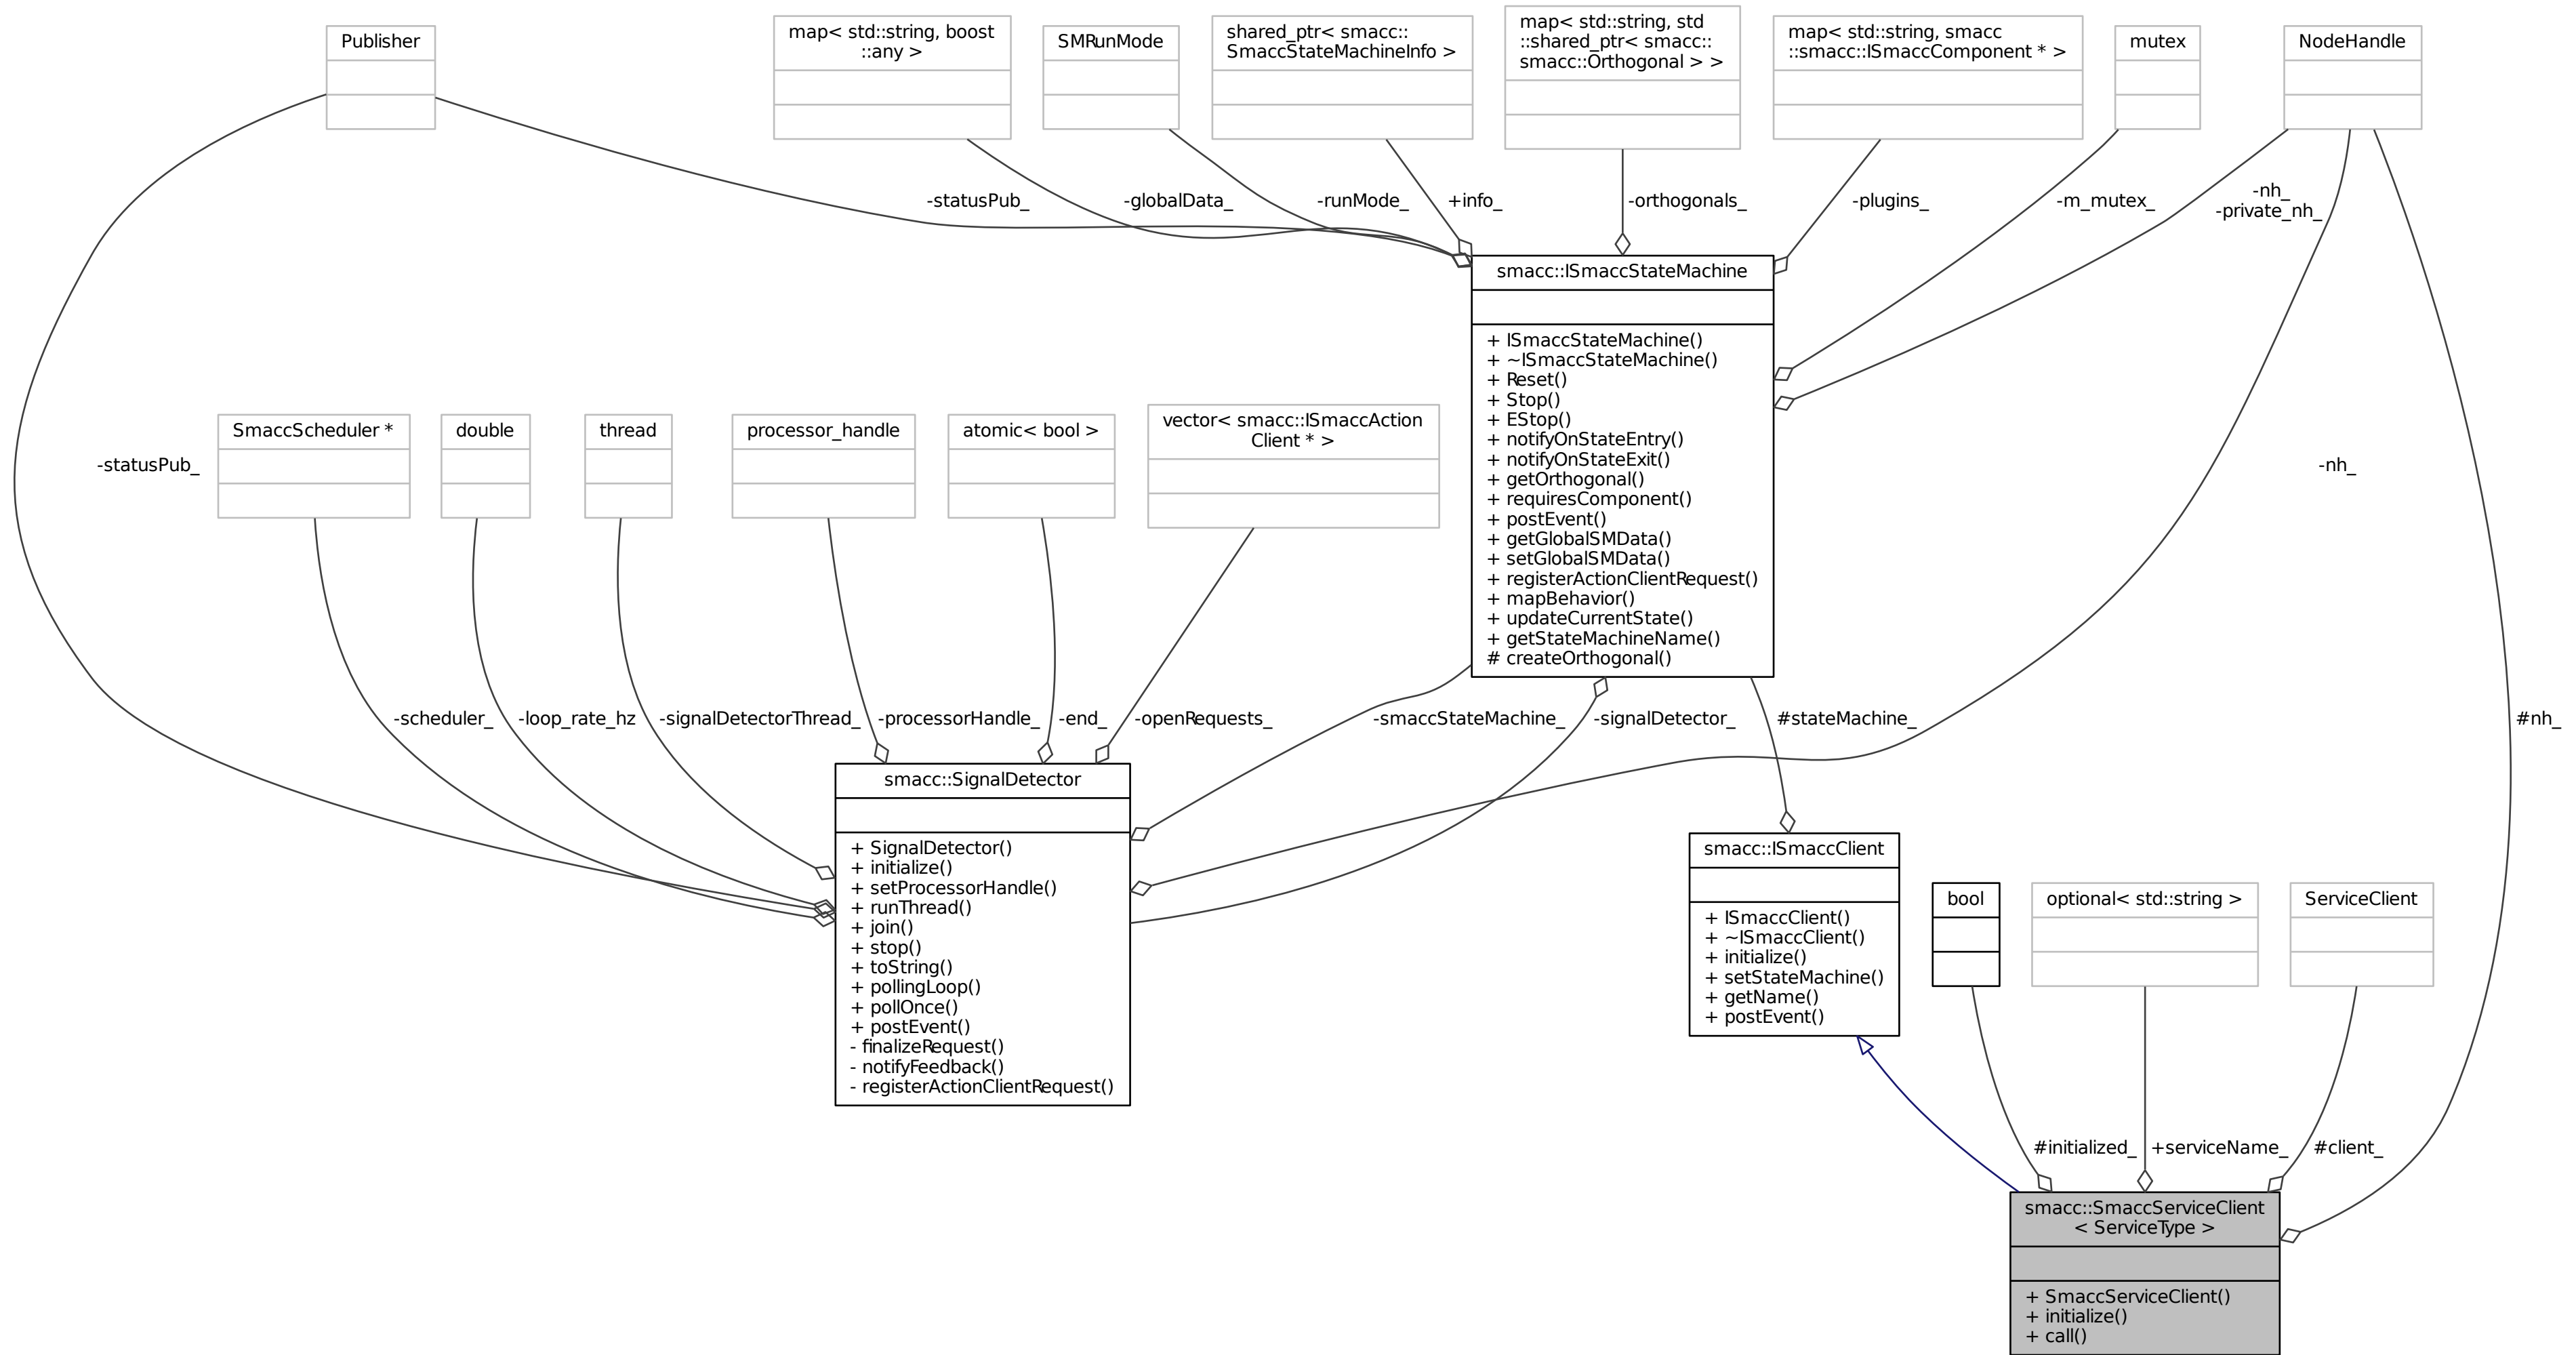 Publisher
map< std::string, boost
::any >
SMRunMode
shared_ptr< smacc::
SmaccStateMachineInfo >
map< std::string, std
::shared_ptr< smacc::
smacc::Orthogonal > >
map< std::string, smacc
::smacc::ISmaccComponent * >
mutex
NodeHandle
-statusPub_
-globalData_
-runMode_
+info_
-orthogonals_
-plugins_
-m_mutex_
-nh_
-private_nh_
smacc::ISmaccStateMachine
+ ISmaccStateMachine()
+ ~ISmaccStateMachine()
+ Reset()
+ Stop()
+ EStop()
+ notifyOnStateEntry()
+ notifyOnStateExit()
+ getOrthogonal()
+ requiresComponent()
+ postEvent()
+ getGlobalSMData()
+ setGlobalSMData()
+ registerActionClientRequest()
+ mapBehavior()
+ updateCurrentState()
+ getStateMachineName()
# createOrthogonal()
-statusPub_
SmaccScheduler *
double
thread
processor_handle
atomic< bool >
vector< smacc::ISmaccAction
Client * >
-nh_
-scheduler_
-loop_rate_hz
-signalDetectorThread_
-processorHandle_
-end_
-openRequests_
-smaccStateMachine_
-signalDetector_
#stateMachine_
#nh_
smacc::SignalDetector
+ SignalDetector()
+ initialize()
+ setProcessorHandle()
+ runThread()
+ join()
+ stop()
+ toString()
+ pollingLoop()
+ pollOnce()
+ postEvent()
- finalizeRequest()
- notifyFeedback()
- registerActionClientRequest()
smacc::ISmaccClient
+ ISmaccClient()
+ ~ISmaccClient()
+ initialize()
+ setStateMachine()
+ getName()
+ postEvent()
bool
optional< std::string >
ServiceClient
#initialized_
+serviceName_
#client_
smacc::SmaccServiceClient
< ServiceType >
+ SmaccServiceClient()
+ initialize()
+ call()